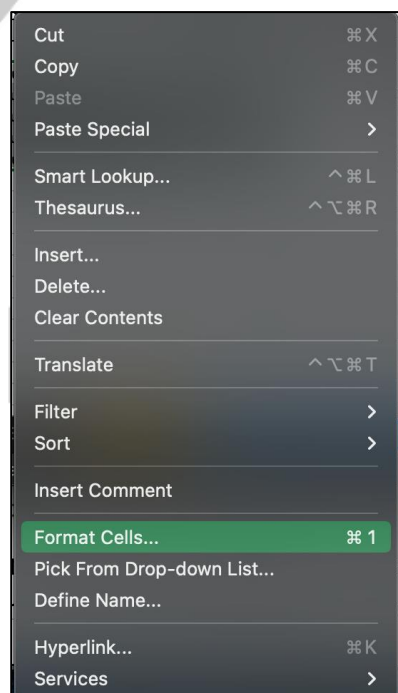 Cut ⌘X
Copy ⌘C
Paste ⌘V
Paste Special >
Smart Lookup... ^⌘L
Thesaurus... ^⌥⌘R
Insert...
Delete...
Clear Contents
Translate ^⌥⌘T
Filter >
Sort >
Insert Comment
Format Cells... ⌘1
Pick From Drop-down List...
Define Name...
Hyperlink... ⌘K
Services >